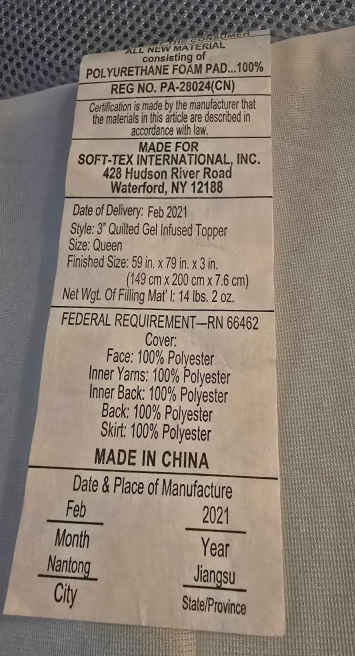 THE CONSUMER
ALL NEW MATERIAL
consisting of
POLYURETHANE FOAM PAD...100%
REG NO. PA-28024(CN)
Certification is made by the manufacturer that
the materials in this article are described in
accordance with law.
MADE FOR
SOFT-TEX INTERNATIONAL, INC.
428 Hudson River Road
Waterford, NY 12188
Date of Delivery: Feb 2021
Style: 3" Quilted Gel Infused Topper
Size: Queen
Finished Size: 59 in. x 79 in. x 3 in.
(149 cm x 200 cm x 7.6 cm)
Net Wgt. Of Filling Mat' l: 14 lbs. 2 oz.
FEDERAL REQUIREMENT—RN 66462
Cover:
Face: 100% Polyester
Inner Yarns: 100% Polyester
Inner Back: 100% Polyester
Back: 100% Polyester
Skirt: 100% Polyester
MADE IN CHINA
Date & Place of Manufacture
Feb 2021
Month Year
Nantong Jiangsu
City State/Province